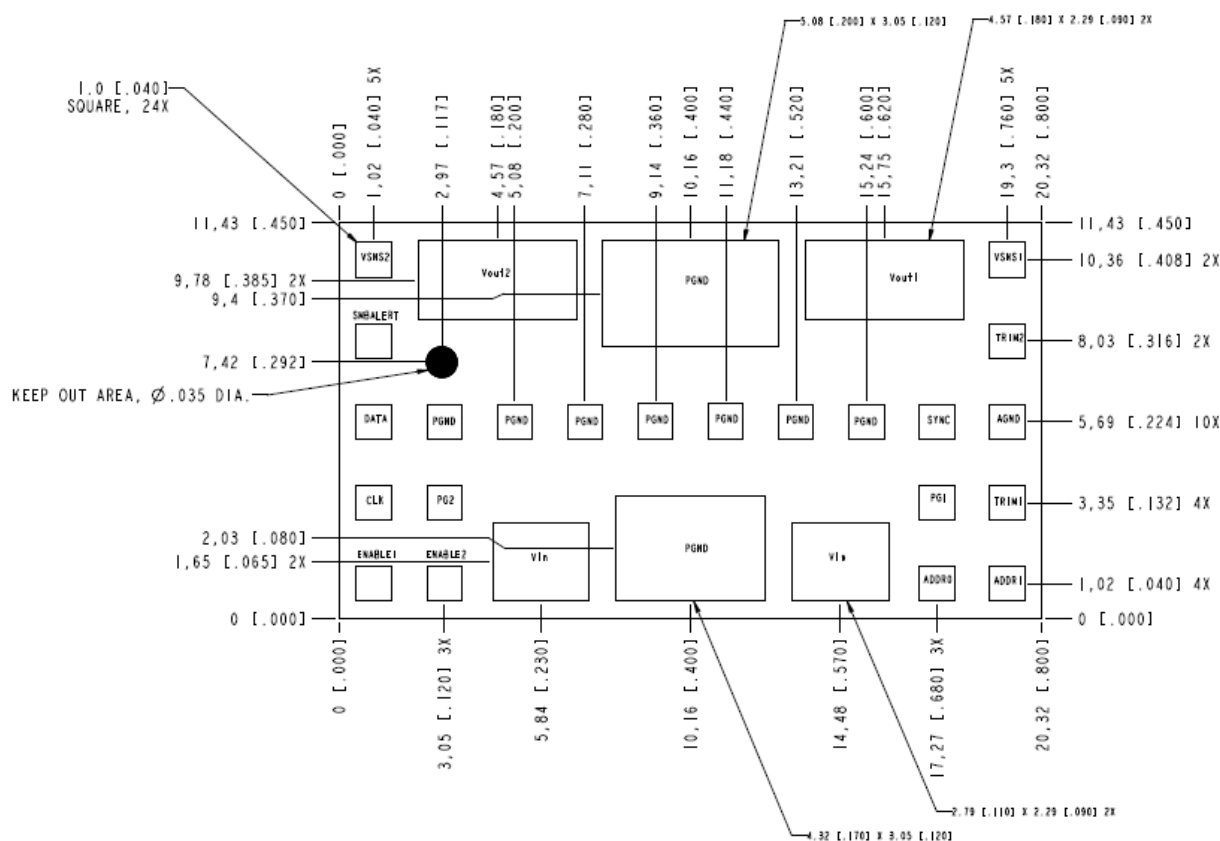 5.08 [.200] X 3.05 [.120]
4.57 [.180] X 2.29 [.090] 2X
1.0 [.040]
SQUARE, 24X
0 [.000]
1,02 [.040] 5X
2,97 [.117]
4,57 [.180]
5,08 [.200]
7,11 [.280]
9,14 [.360]
10,16 [.400]
11,18 [.440]
13,21 [.520]
15,24 [.600]
15,75 [.620]
19,3 [.760] 5X
20,32 [.800]
11,43 [.450]
11,43 [.450]
VSNS2
Vout2
PGND
Vout1
VSNS1
10,36 [.408] 2X
9,78 [.385] 2X
9,4 [.370]
SMBALERT
TRIM2
8,03 [.316] 2X
7,42 [.292]
KEEP OUT AREA, Ø.035 DIA.
DATA
PGND
PGND
PGND
PGND
PGND
PGND
PGND
SYNC
AGND
5,69 [.224] 10X
CLK
PG2
PG1
TRIM1
3,35 [.132] 4X
2,03 [.080]
1,65 [.065] 2X
ENABLE1
ENABLE2
Vin
PGND
Vin
ADDR0
ADDR1
1,02 [.040] 4X
0 [.000]
0 [.000]
0 [.000]
3,05 [.120] 3X
5,84 [.230]
10,16 [.400]
14,48 [.570]
17,27 [.680] 3X
20,32 [.800]
2.79 [.110] X 2.29 [.090] 2X
4.32 [.170] X 3.05 [.120]